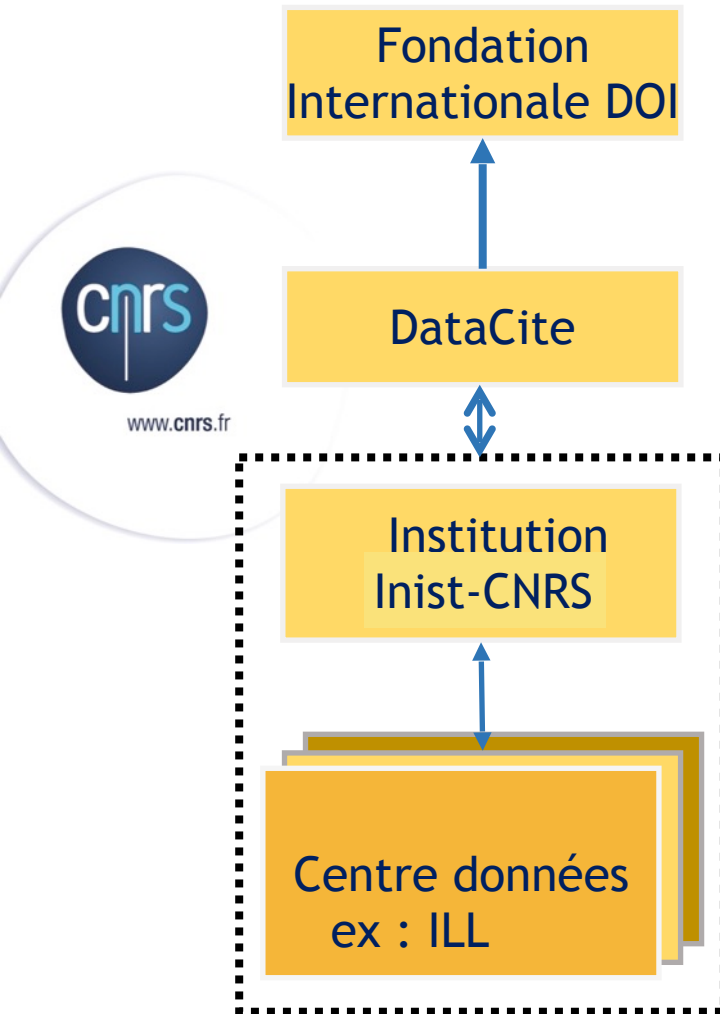 Fondation
Internationale DOI
cnrs
DataCite
www.cnrs.fr
Institution
Inist-CNRS
Centre données
ex : ILL